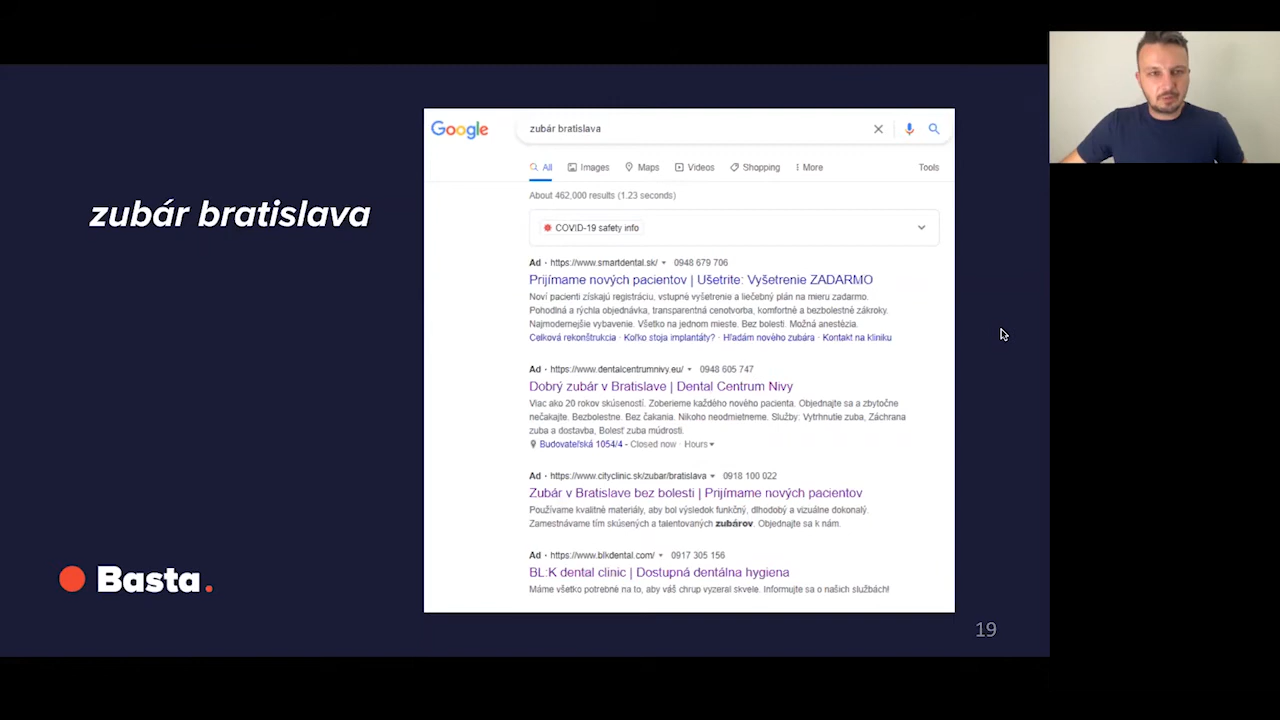 zubár bratislava
Google
zubár bratislava
All Images Maps Videos Shopping More Tools
About 462,000 results (1.23 seconds)
COVID-19 safety info
Ad · https://www.smartdental.sk/ 0948 679 706
Prijímame nových pacientov | Ušetrite: Vyšetrenie ZADARMO
Noví pacienti získajú registráciu, vstupné vyšetrenie a liečebný plán na mieru zadarmo.
Pohodlná a rýchla objednávka, transparentná cenotvorba, komfortné a bezbolestné zákroky.
Najmodernejšie vybavenie. Všetko na jednom mieste. Bez bolesti. Možná anestézia.
Celková rekonštrukcia · Koľko stoja implantáty? · Hľadám nového zubára · Kontakt na kliniku
Ad · https://www.dentalcentrumnivy.eu/ 0948 605 747
Dobrý zubár v Bratislave | Dental Centrum Nivy
Viac ako 20 rokov skúseností. Zoberieme každého nového pacienta. Objednajte sa a zbytočne
nečakajte. Bezbolestne. Bez čakania. Nikoho neodmietneme. Služby: Vytrhnutie zuba, Záchrana
zuba a dostavba, Bolesť zuba múdrosti.
Budovateľská 1054/4 - Closed now · Hours
Ad · https://www.cityclinic.sk/zubar/bratislava 0918 100 022
Zubár v Bratislave bez bolesti | Prijímame nových pacientov
Používame kvalitné materiály, aby bol výsledok funkčný, dlhodobý a vizuálne dokonalý.
Zamestnávame tím skúsených a talentovaných zubárov. Objednajte sa k nám.
Ad · https://www.blkdental.com/ 0917 305 156
BL:K dental clinic | Dostupná dentálna hygiena
Máme všetko potrebné na to, aby váš chrup vyzeral skvele. Informujte sa o našich službách!
Basta.
19